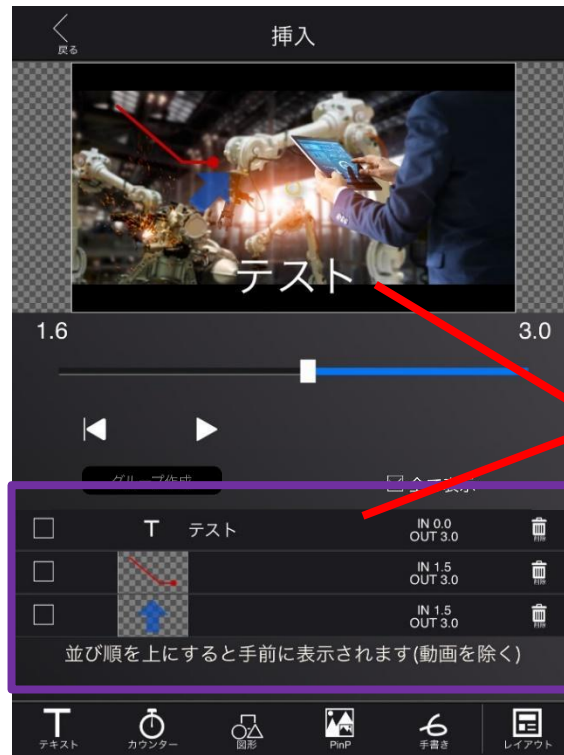 戻る
挿入
テスト
1.6
3.0
グループ作成
全て表示
テスト
IN 0.0
OUT 3.0
削除
IN 1.5
OUT 3.0
削除
IN 1.5
OUT 3.0
削除
並び順を上にすると手前に表示されます(動画を除く)
テキスト
カウンター
図形
PinP
手書き
レイアウト